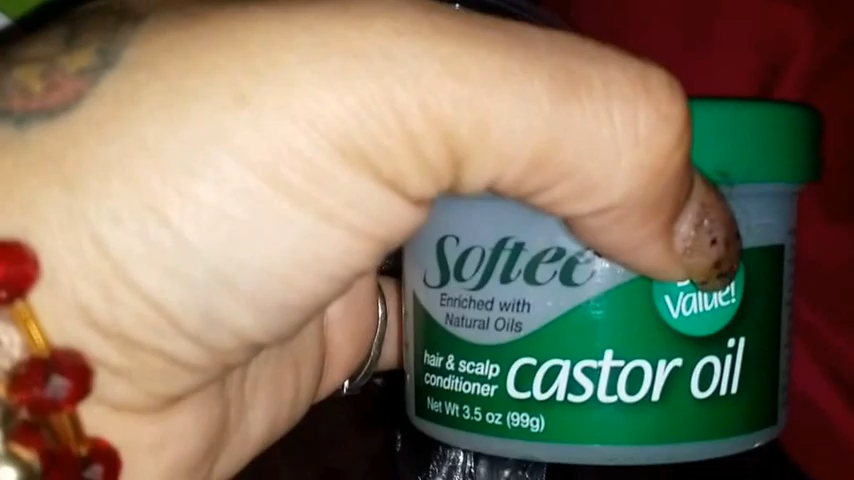 Softee
Enriched with
Natural Oils
value!
hair & scalp
conditioner
castor oil
Net Wt 3.5 oz (99g)